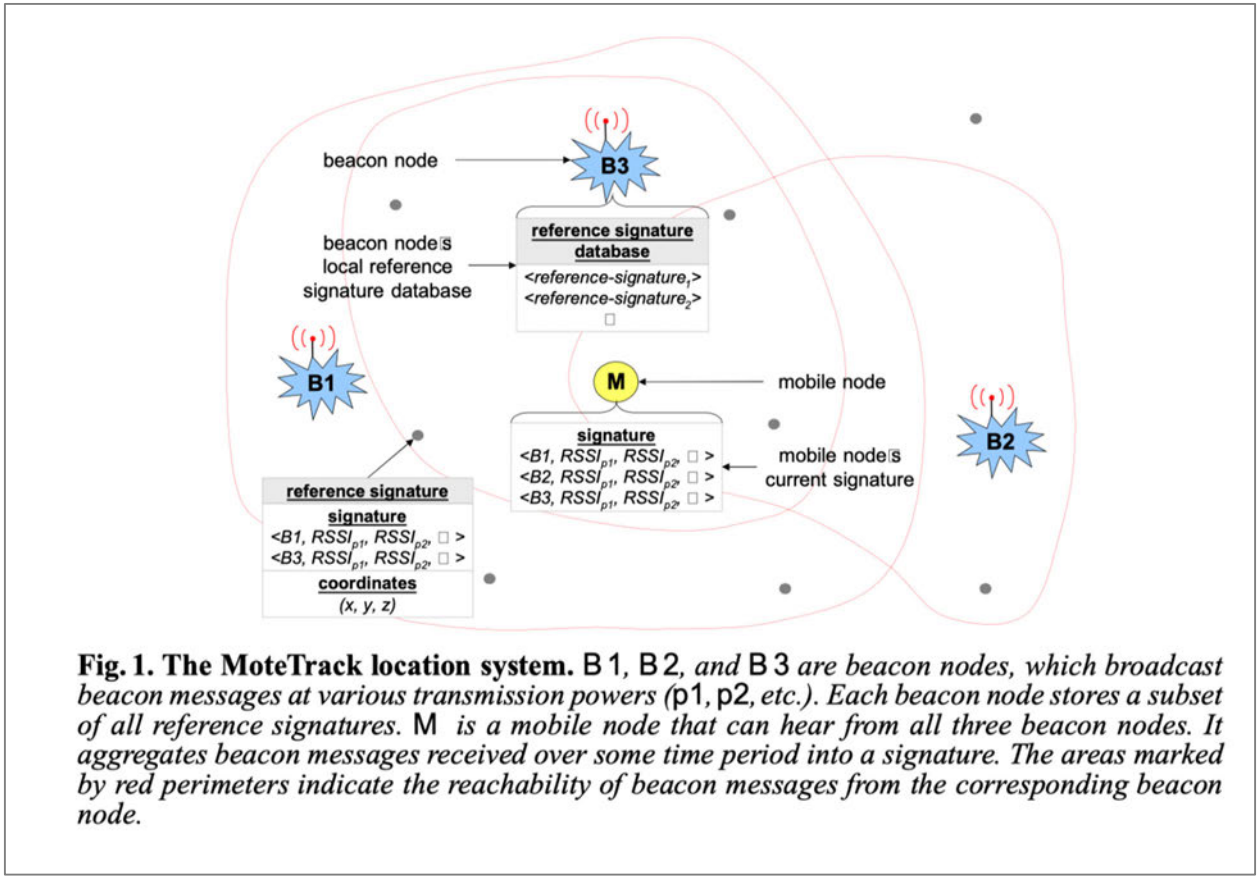 B3
beacon node
reference signature
database
beacon node□s
local reference
signature database
<reference-signature1>
<reference-signature2>
□
B1
M
mobile node
B2
signature
<B1, RSSIp1, RSSIp2, □ >
<B2, RSSIp1, RSSIp2, □ >
<B3, RSSIp1, RSSIp2, □ >
mobile node□s
current signature
reference signature
signature
<B1, RSSIp1, RSSIp2, □ >
<B3, RSSIp1, RSSIp2, □ >
coordinates
(x, y, z)
Fig. 1. The MoteTrack location system. B1, B2, and B3 are beacon nodes, which broadcast
beacon messages at various transmission powers (p1, p2, etc.). Each beacon node stores a subset
of all reference signatures. M is a mobile node that can hear from all three beacon nodes. It
aggregates beacon messages received over some time period into a signature. The areas marked
by red perimeters indicate the reachability of beacon messages from the corresponding beacon
node.